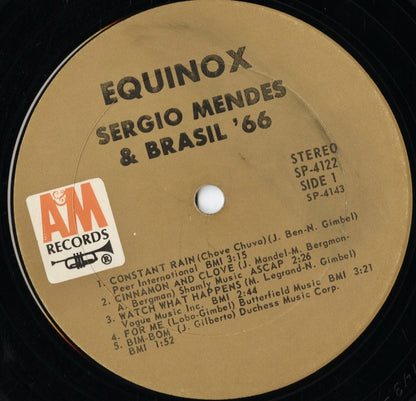 EQUINOX
SERGIO MENDES
& BRASIL '66
STEREO
SP-4122
SIDE 1
SP-4143
A&M
RECORDS
®
1. CONSTANT RAIN (Chove Chuva) (J. Ben-N. Gimbel)
Peer International BMI 3:15
2. CINNAMON AND CLOVE (J. Mandel-M. Bergmon-
A. Bergman) Shamly Music ASCAP 2:26
3. WATCH WHAT HAPPENS (M. Legrand-N. Gimbel)
Vogue Music Inc. BMI 2:44
4. FOR ME (Lobo-Gimbel) Butterfield Music BMI 3:21
5. BIM-BOM (J. Gilberto) Duchess Music Corp.
BMI 1:52